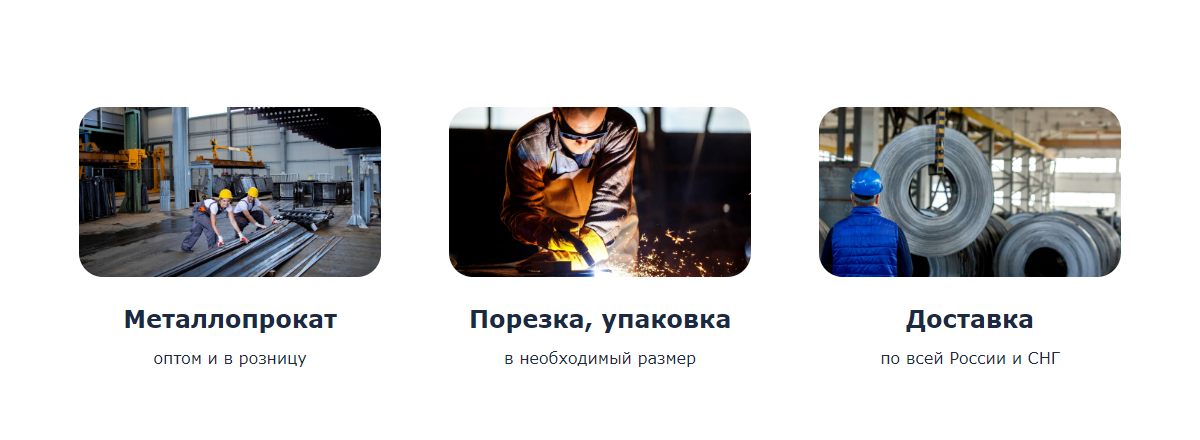 Металлопрокат
оптом и в розницу
Порезка, упаковка
в необходимый размер
Доставка
по всей России и СНГ